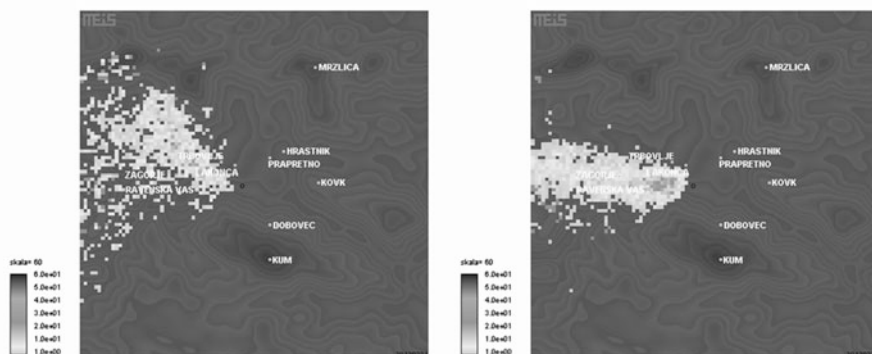 MEIS
MRZLICA
TRBOVLJE
HRASTNIK
PRAPRETNO
LAKONCA
ZAGORJE
KOVK
RAVENSKA VAS
DOBOVEC
KUM
skala= 60
6.0e+01
5.0e+01
4.0e+01
3.0e+01
2.0e+01
1.0e+01
1.0e+00
MEIS
MRZLICA
TRBOVLJE
HRASTNIK
PRAPRETNO
LAKONCA
ZAGORJE
KOVK
RAVENSKA VAS
DOBOVEC
KUM
skala= 60
6.0e+01
5.0e+01
4.0e+01
3.0e+01
2.0e+01
1.0e+01
1.0e+00